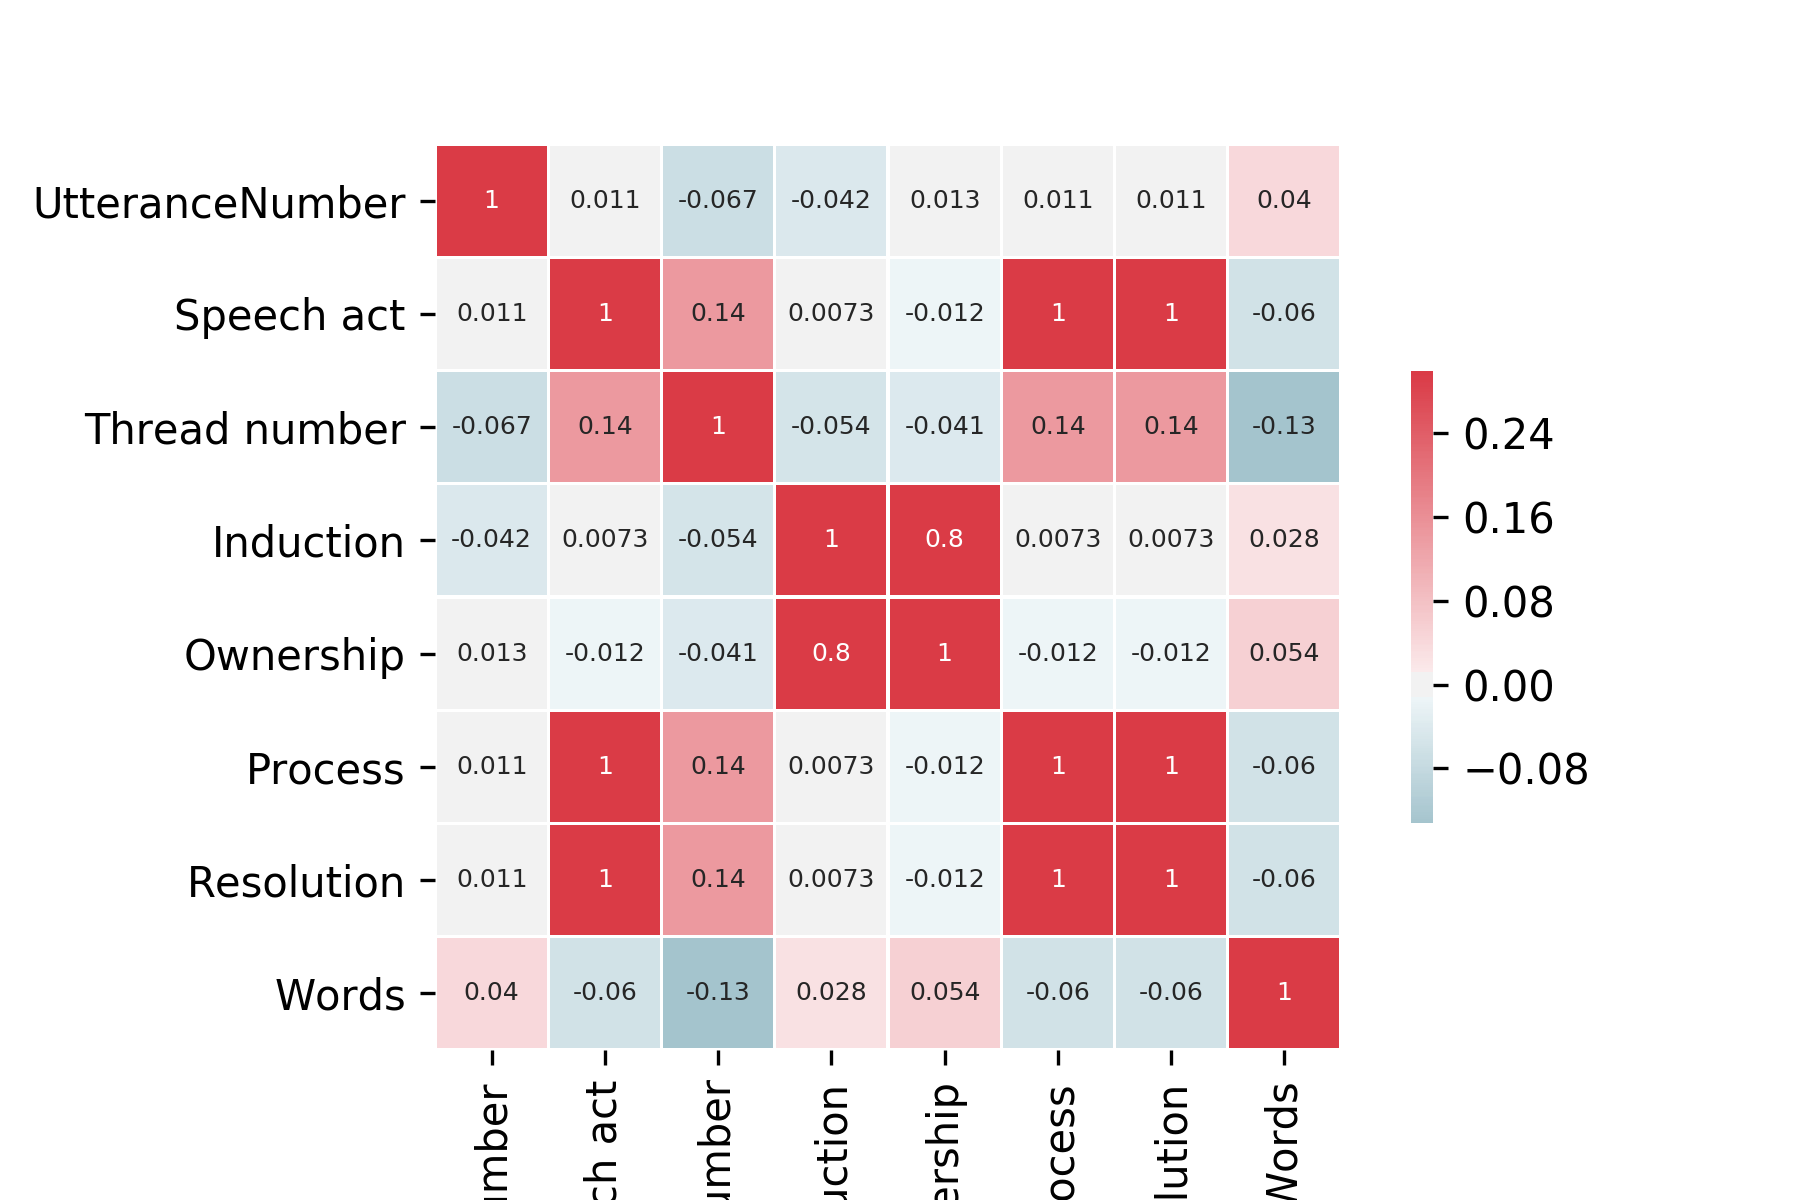 UtteranceNumber 1 0.011 -0.067 -0.042 0.013 0.011 0.011 0.04
Speech act 0.011 1 0.14 0.0073 -0.012 1 1 -0.06
Thread number -0.067 0.14 1 -0.054 -0.041 0.14 0.14 -0.13
Induction -0.042 0.0073 -0.054 1 0.8 0.0073 0.0073 0.028
Ownership 0.013 -0.012 -0.041 0.8 1 -0.012 -0.012 0.054
Process 0.011 1 0.14 0.0073 -0.012 1 1 -0.06
Resolution 0.011 1 0.14 0.0073 -0.012 1 1 -0.06
Words 0.04 -0.06 -0.13 0.028 0.054 -0.06 -0.06 1
umber
ch act
umber
uction
ership
ocess
lution
Words
0.24
0.16
0.08
0.00
−0.08